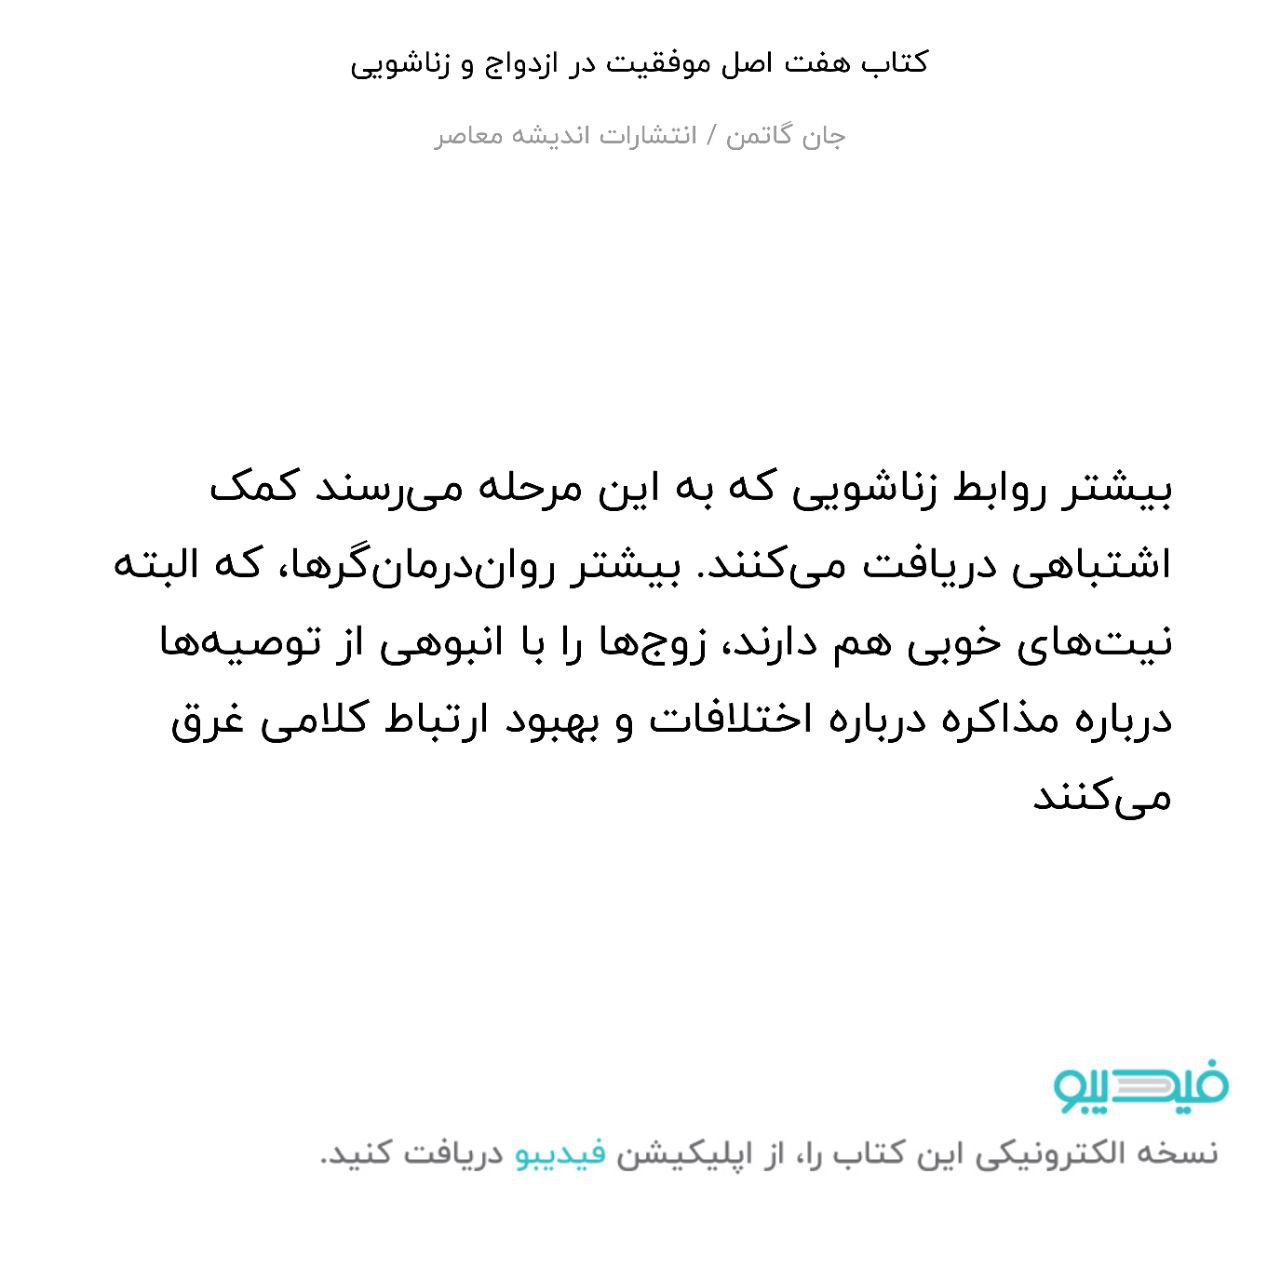 کتاب هفت اصل موفقیت در ازدواج و زناشویی
جان گاتمن / انتشارات اندیشه معاصر
بیشتر روابط زناشویی که به این مرحله می‌رسند کمک
اشتباهی دریافت می‌کنند. بیشتر روان‌درمان‌گرها، که البته
نیت‌های خوبی هم دارند، زوج‌ها را با انبوهی از توصیه‌ها
درباره مذاکره درباره اختلافات و بهبود ارتباط کلامی غرق
می‌کنند
فیدیبو
نسخه الکترونیکی این کتاب را، از اپلیکیشن فیدیبو دریافت کنید.